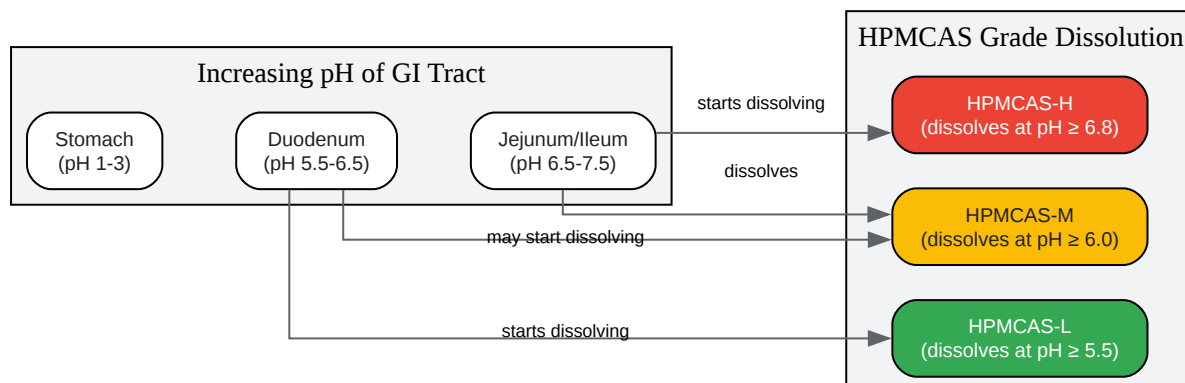 HPMCAS Grade Dissolution
Increasing pH of GI Tract
Stomach
(pH 1-3)
Duodenum
(pH 5.5-6.5)
Jejunum/Ileum
(pH 6.5-7.5)
starts dissolving
HPMCAS-H
(dissolves at pH ≥ 6.8)
dissolves
HPMCAS-M
(dissolves at pH ≥ 6.0)
may start dissolving
starts dissolving
HPMCAS-L
(dissolves at pH ≥ 5.5)